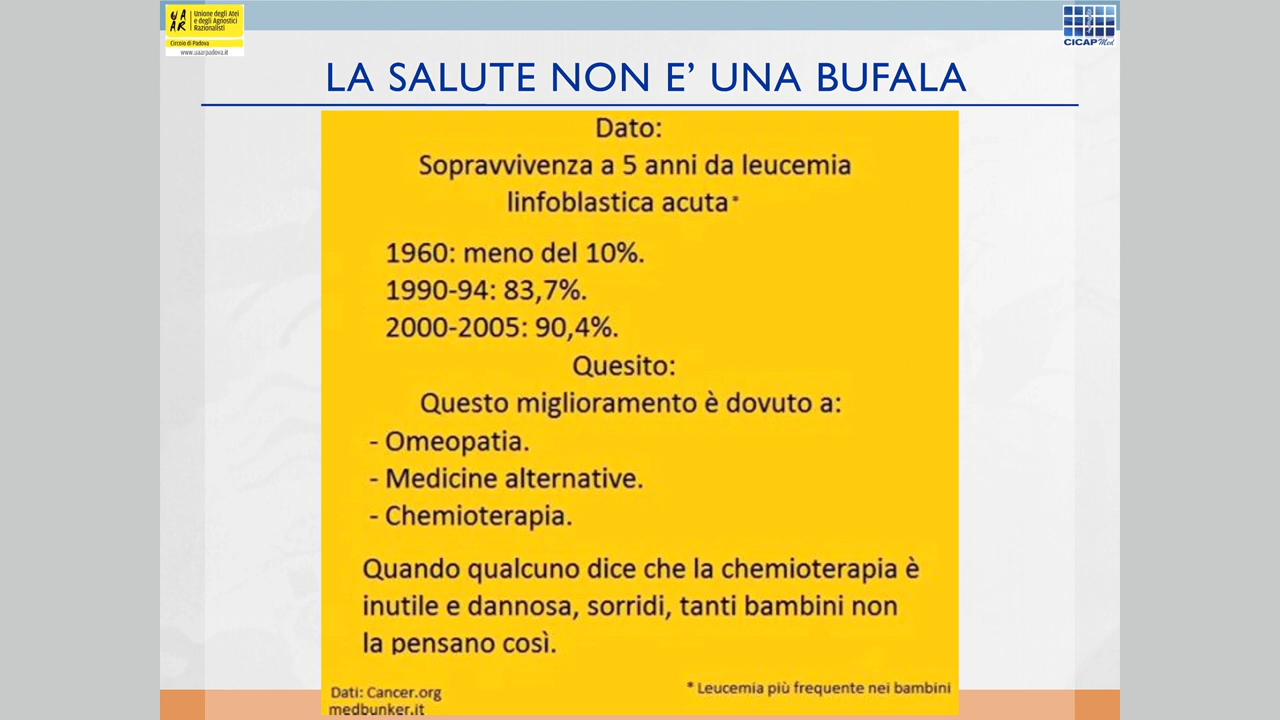 UAAR
Unione degli Atei
e degli Agnostici
Razionalisti
Circolo di Padova
www.uaarpadova.it
CICAP Med
LA SALUTE NON E’ UNA BUFALA
Dato:
Sopravvivenza a 5 anni da leucemia
linfoblastica acuta*
1960: meno del 10%.
1990-94: 83,7%.
2000-2005: 90,4%.
Quesito:
Questo miglioramento è dovuto a:
- Omeopatia.
- Medicine alternative.
- Chemioterapia.
Quando qualcuno dice che la chemioterapia è
inutile e dannosa, sorridi, tanti bambini non
la pensano così.
Dati: Cancer.org
medbunker.it
* Leucemia più frequente nei bambini